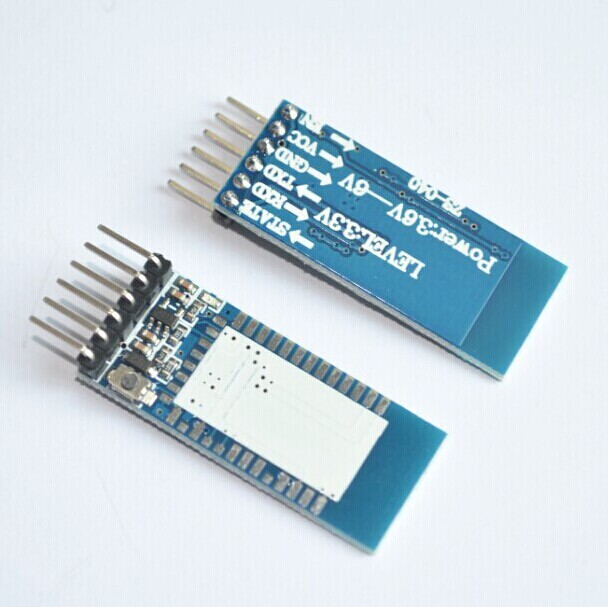 EN
VCC
GND
TXD
RXD
STATE
ZS-040
Power:3.6V—6V
LEVEL:3.3V